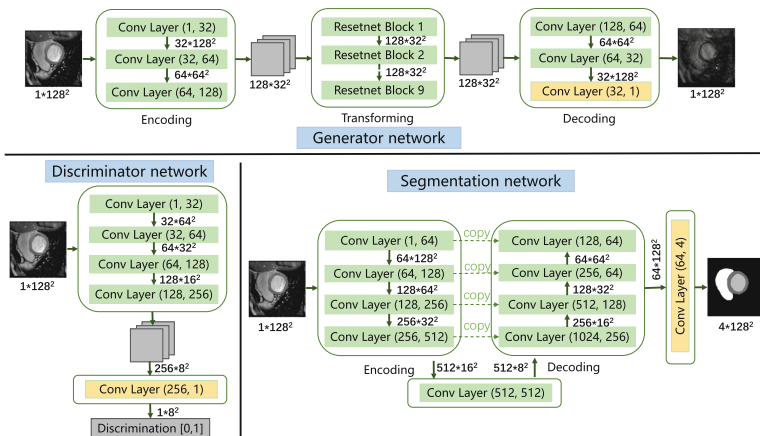 Conv Layer (1, 32)
32*128²
Conv Layer (32, 64)
64*64²
Conv Layer (64, 128)
1*128²
Encoding
128*32²
Resetnet Block 1
128*32²
Resetnet Block 2
128*32²
Resetnet Block 9
Transforming
128*32²
Conv Layer (128, 64)
64*64²
Conv Layer (64, 32)
32*128²
Conv Layer (32, 1)
Decoding
1*128²
Generator network
Discriminator network
Conv Layer (1, 32)
32*64²
Conv Layer (32, 64)
64*32²
Conv Layer (64, 128)
128*16²
Conv Layer (128, 256)
1*128²
256*8²
Conv Layer (256, 1)
1*8²
Discrimination [0,1]
Segmentation network
Conv Layer (1, 64)
64*128²
Conv Layer (64, 128)
128*64²
Conv Layer (128, 256)
256*32²
Conv Layer (256, 512)
1*128²
Encoding
copy
copy
copy
copy
Conv Layer (128, 64)
64*64²
Conv Layer (256, 64)
128*32²
Conv Layer (512, 128)
256*16²
Conv Layer (1024, 256)
Decoding
512*16²
512*8²
Conv Layer (512, 512)
64*128²
Conv Layer (64, 4)
4*128²